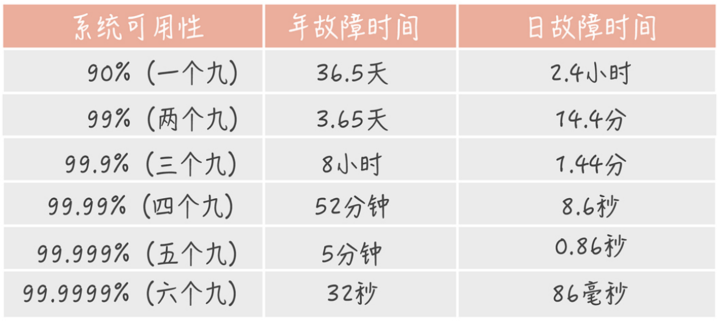 系统可用性 年故障时间 日故障时间
90% (一个九) 36.5天 2.4小时
99% (两个九) 3.65天 14.4分
99.9% (三个九) 8小时 1.44分
99.99% (四个九) 52分钟 8.6秒
99.999% (五个九) 5分钟 0.86秒
99.9999% (六个九) 32秒 86毫秒